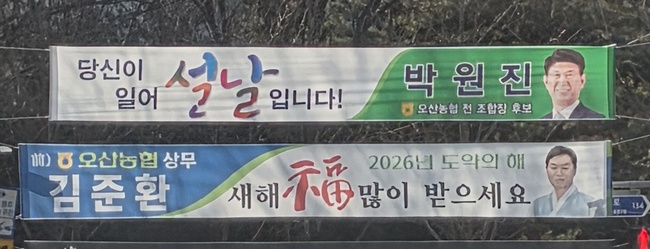 당신이
일어 설날입니다!
박원진
오산농협 전 조합장 후보
전) 오산농협 상무
김준환
2026년 도약의 해
새해 福 많이 받으세요
134